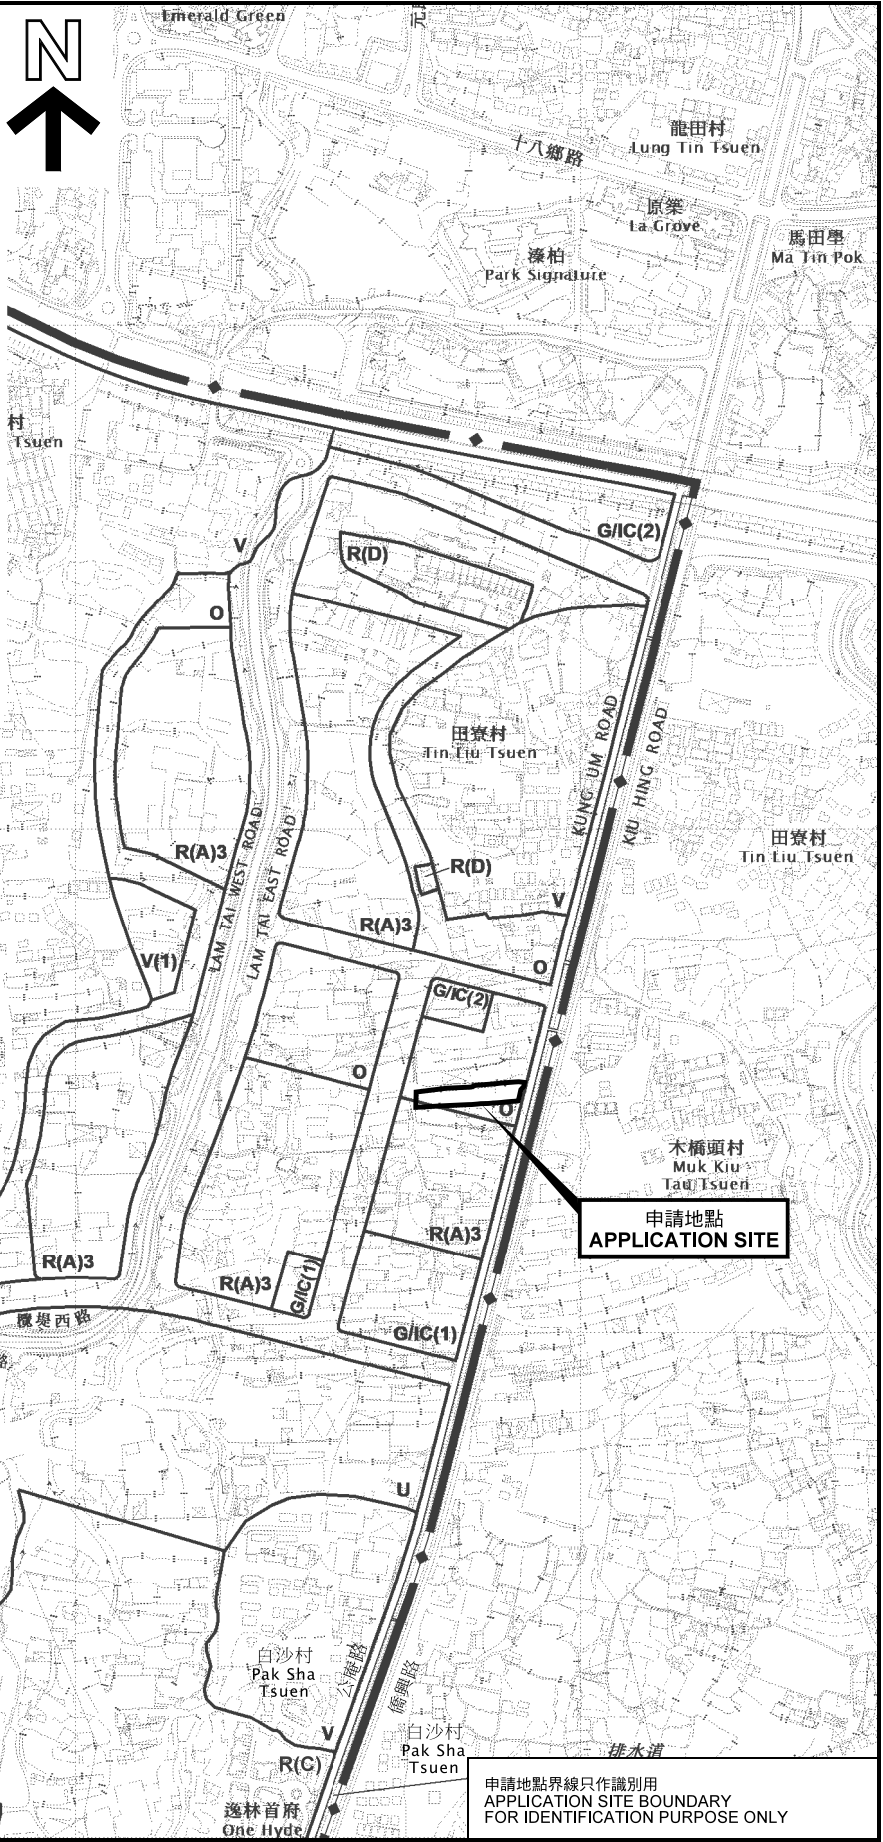 Emerald Green
N
龍田村
Lung Tin Tsuen
十八鄉路
原築
La Grove
馬田壆
Ma Tin Pok
溱柏
Park Signature
村
Tsuen
G/IC(2)
V
R(D)
O
KUNG UM ROAD
KIU HING ROAD
田寮村
Tin Liu Tsuen
田寮村
Tin Liu Tsuen
R(A)3
LAM TAI WEST ROAD
LAM TAI EAST ROAD
R(D)
V
R(A)3
V(1)
O
G/IC(2)
O
O
木橋頭村
Muk Kiu
Tau Tsuen
申請地點
APPLICATION SITE
R(A)3
R(A)3
R(A)3
G/IC(1)
欖堤西路
路
G/IC(1)
U
白沙村
Pak Sha
Tsuen
公庵路
僑興路
V
R(C)
白沙村
Pak Sha
Tsuen
排水道
逸林首府
One Hyde
申請地點界線只作識別用
APPLICATION SITE BOUNDARY
FOR IDENTIFICATION PURPOSE ONLY